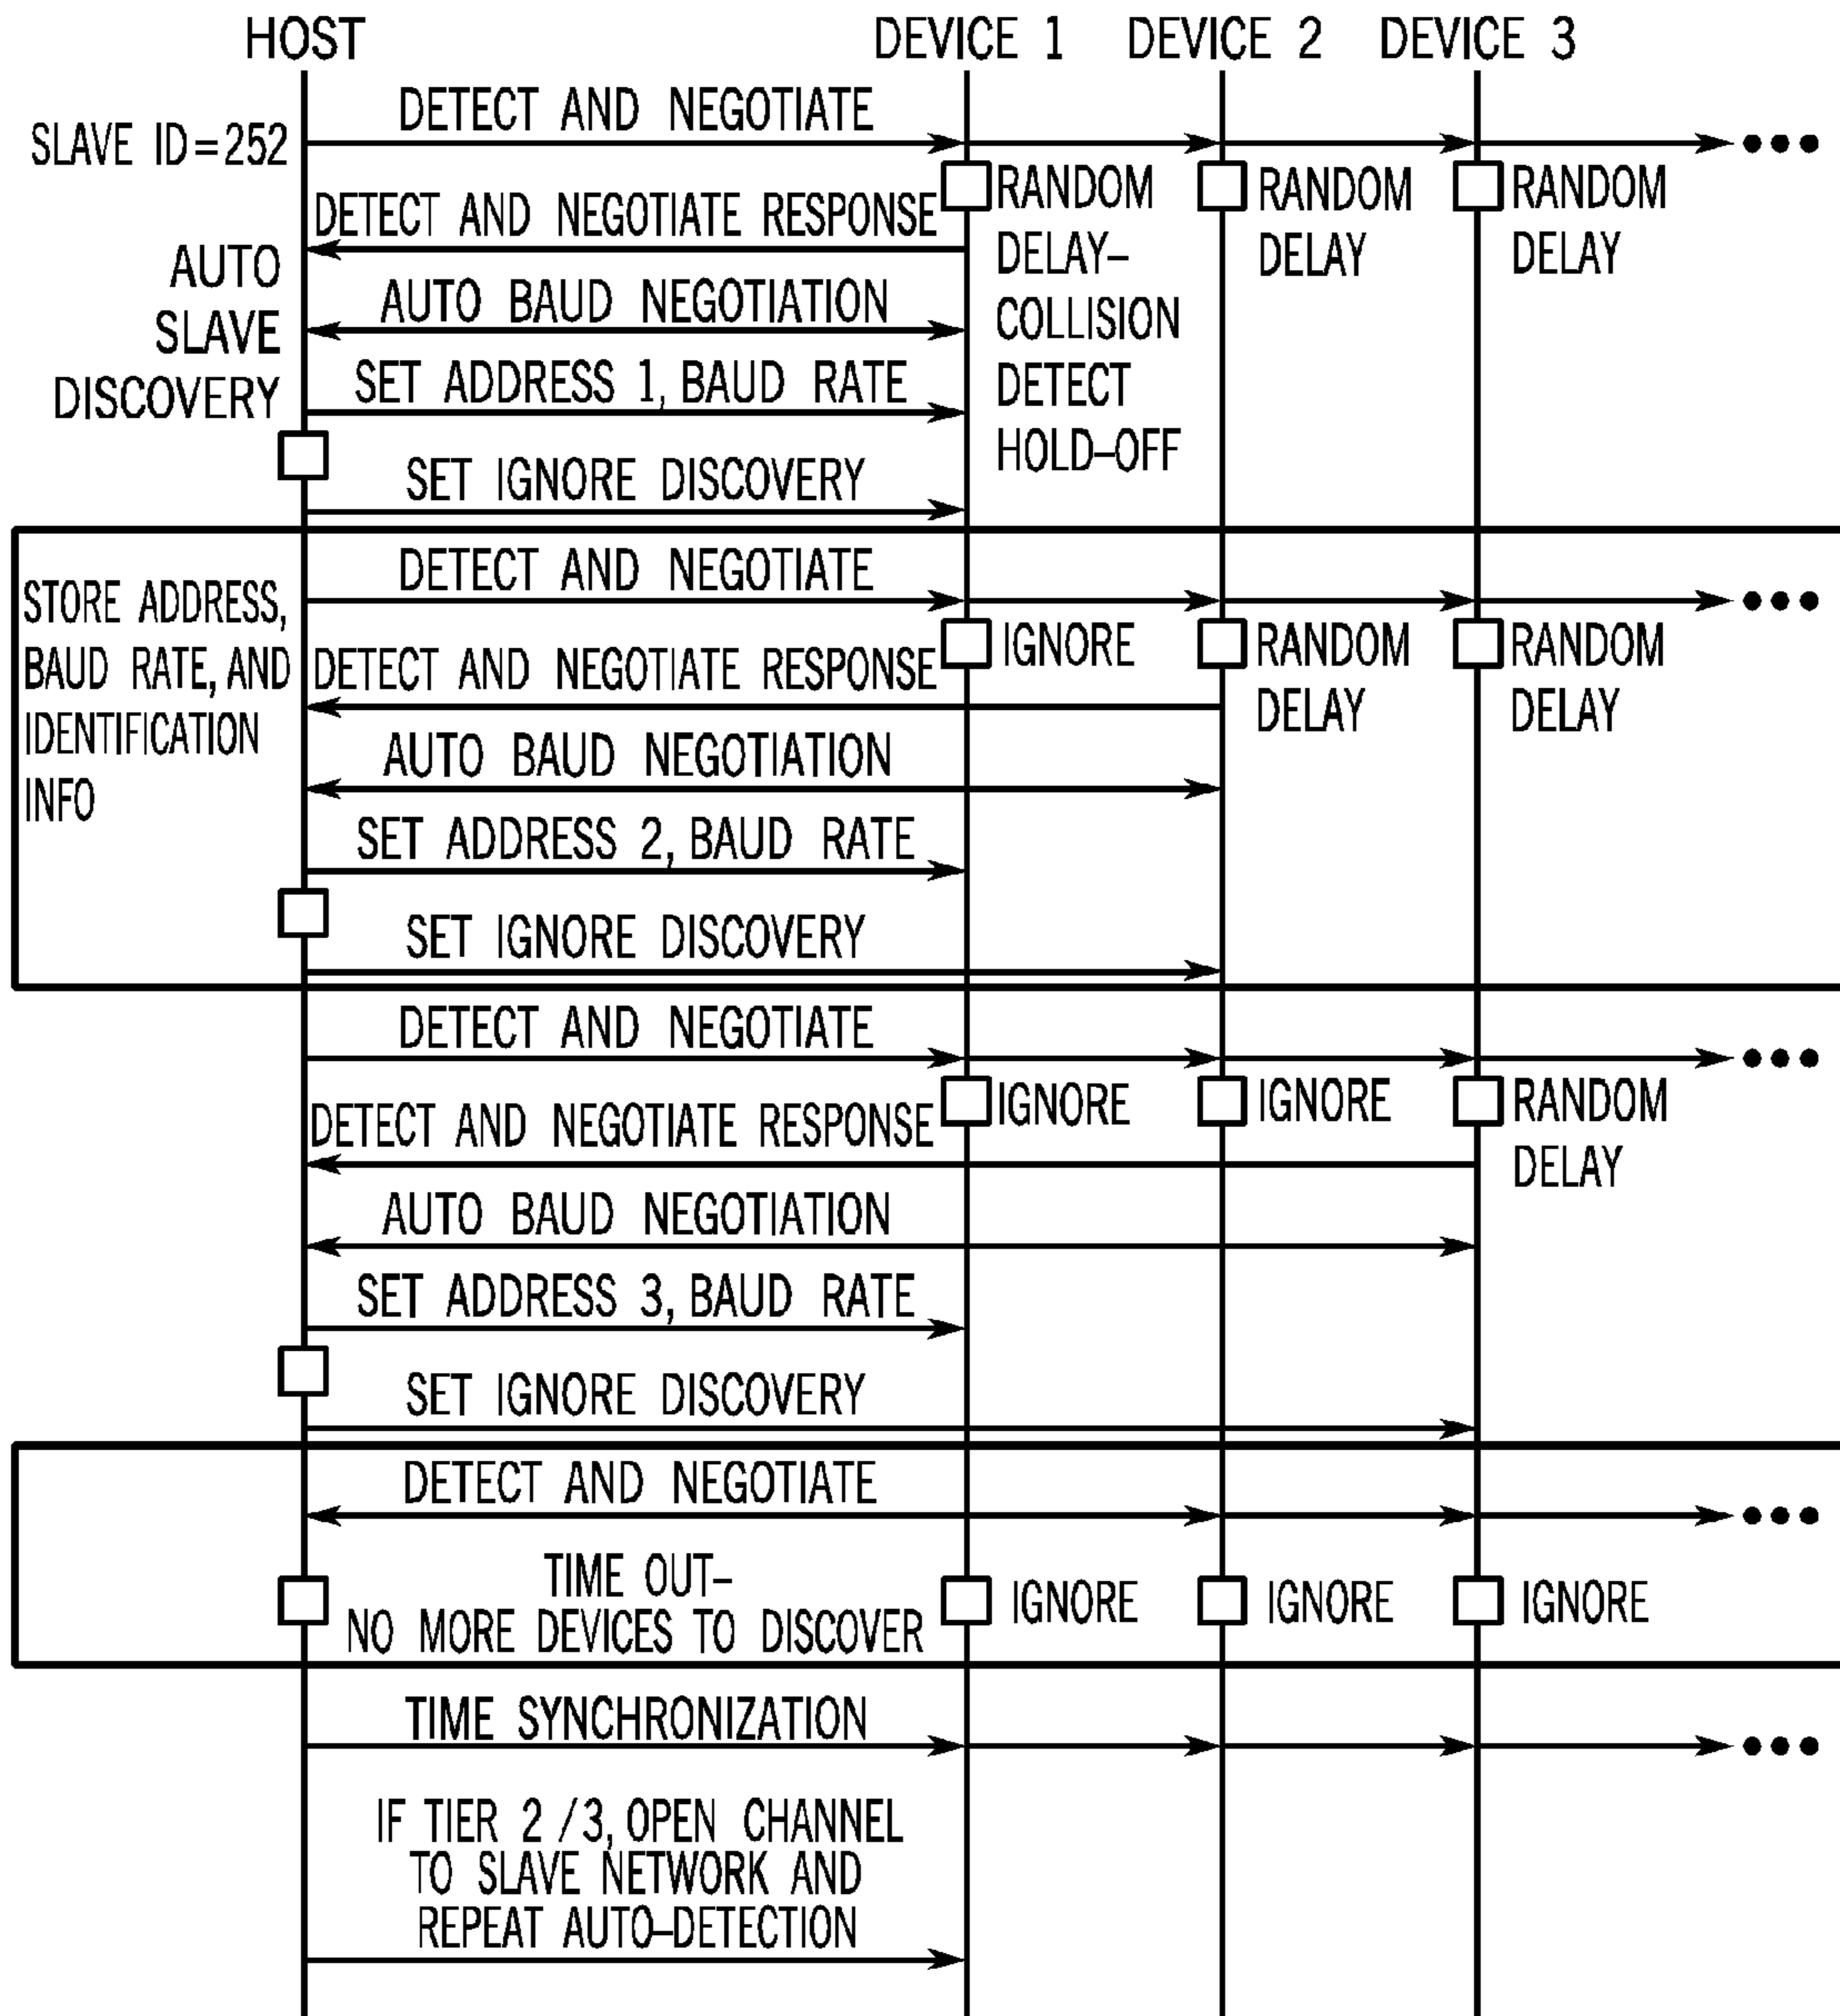 HOST
DEVICE 1
DEVICE 2
DEVICE 3
DETECT AND NEGOTIATE
SLAVE ID=252
RANDOM
DELAY–
COLLISION
DETECT
HOLD–OFF
RANDOM
DELAY
RANDOM
DELAY
DETECT AND NEGOTIATE RESPONSE
AUTO
SLAVE
DISCOVERY
AUTO BAUD NEGOTIATION
SET ADDRESS 1, BAUD RATE
SET IGNORE DISCOVERY
DETECT AND NEGOTIATE
STORE ADDRESS,
BAUD RATE, AND
IDENTIFICATION
INFO
IGNORE
RANDOM
DELAY
RANDOM
DELAY
DETECT AND NEGOTIATE RESPONSE
AUTO BAUD NEGOTIATION
SET ADDRESS 2, BAUD RATE
SET IGNORE DISCOVERY
DETECT AND NEGOTIATE
IGNORE
IGNORE
RANDOM
DELAY
DETECT AND NEGOTIATE RESPONSE
AUTO BAUD NEGOTIATION
SET ADDRESS 3, BAUD RATE
SET IGNORE DISCOVERY
DETECT AND NEGOTIATE
TIME OUT–
NO MORE DEVICES TO DISCOVER
IGNORE
IGNORE
IGNORE
TIME SYNCHRONIZATION
IF TIER 2 /3, OPEN CHANNEL
TO SLAVE NETWORK AND
REPEAT AUTO–DETECTION